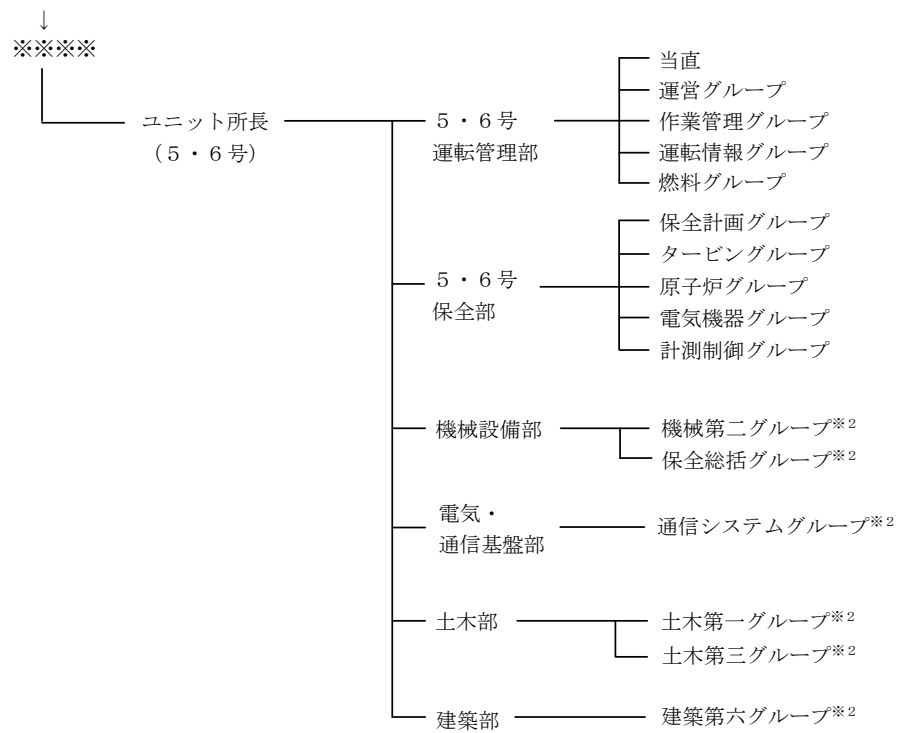 ↓
※※※※
ユニット所長
（５・６号）
５・６号
運転管理部
当直
運営グループ
作業管理グループ
運転情報グループ
燃料グループ
５・６号
保全部
保全計画グループ
タービングループ
原子炉グループ
電気機器グループ
計測制御グループ
機械設備部
機械第二グループ※２
保全総括グループ※２
電気・
通信基盤部
通信システムグループ※２
土木部
土木第一グループ※２
土木第三グループ※２
建築部
建築第六グループ※２